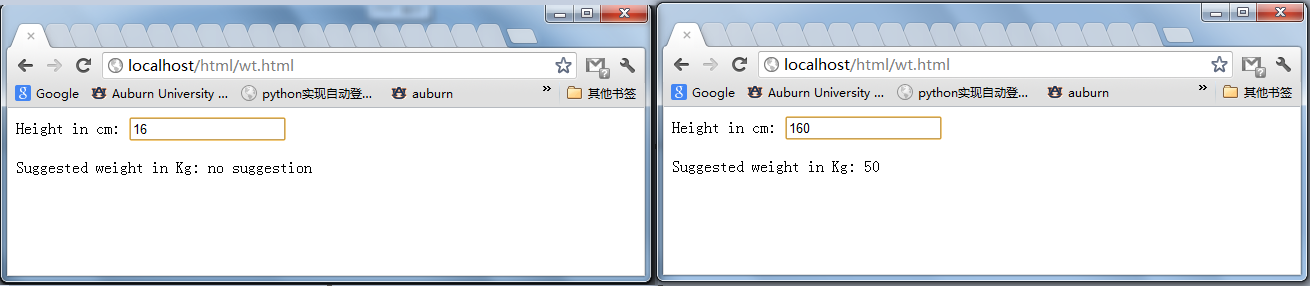 localhost/html/wt.html
Google Auburn University ... python实现自动登... auburn » 其他书签
Height in cm: 16
Suggested weight in Kg: no suggestion
localhost/html/wt.html
Google Auburn University ... python实现自动登... auburn » 其他书签
Height in cm: 160
Suggested weight in Kg: 50